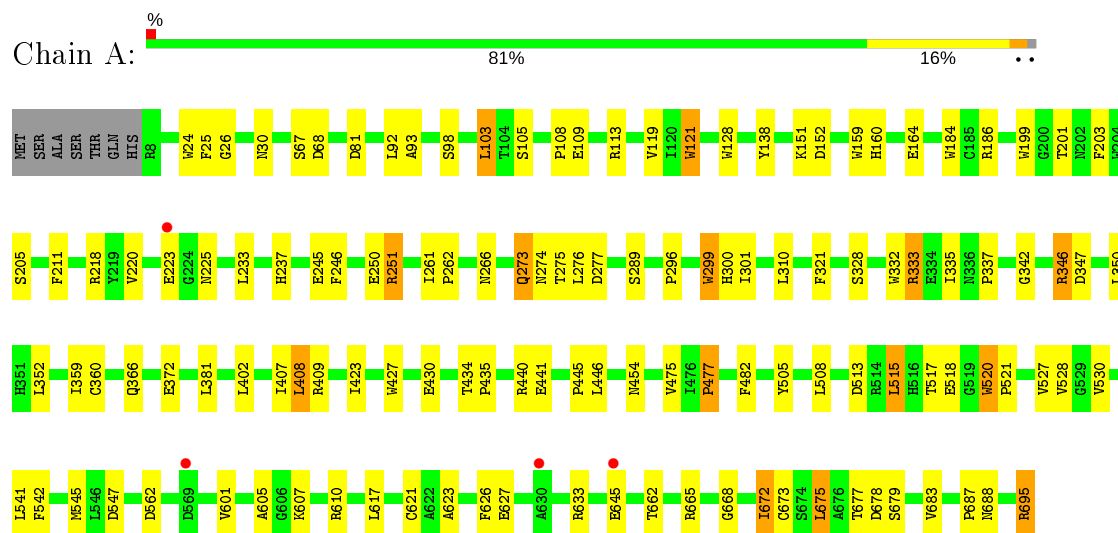 %
Chain A:
81% 16% • •
MET SER ALA SER THR GLN HIS R8 W24 F25 G26 N30 S67 D68 D81 L92 A93 S98 L103 T104 S105 P108 E109 R113 V119 I120 W121 W128 Y138 K151 D152 W159 H160 E164 W184 C185 R186 W199 G200 T201 N202 F203 W204
S205 F211 R218 Y219 V220 E223 G224 N225 L233 H237 E245 F246 E250 R251 I261 P262 N266 Q273 N274 T275 L276 D277 S289 P296 W299 H300 I301 L310 F321 S328 W332 R333 E334 I335 N336 P337 G342 R346 D347 L350
H351 L352 I359 C360 Q366 E372 L381 L402 I407 L408 R409 I423 W427 E430 T434 P435 R440 E441 P445 L446 N454 V475 I476 P477 F482 Y505 L508 D513 R514 L515 H516 T517 E518 G519 W520 P521 V527 V528 G529 V530
L541 F542 M545 L546 D547 D562 D569 V601 A605 G606 K607 R610 L617 C621 A622 A623 F626 E627 A630 R633 E645 T662 R665 G668 I672 C673 S674 L675 A676 T677 D678 S679 V683 P687 N688 R695